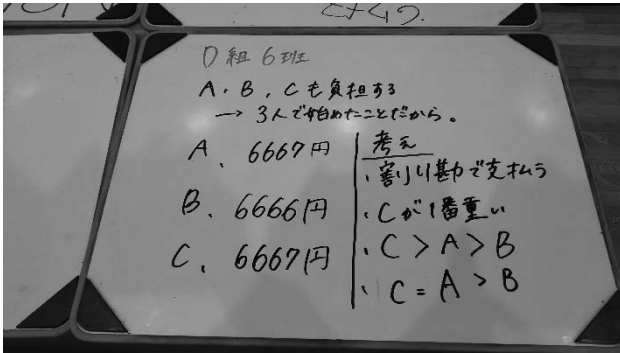 D組 6班
A、B、Cも負担する
→ 3人で始めたことだから。
A、6667円
B、6666円
C、6667円
考え
・割り勘で支払う
・Cが1番重い
・C > A > B
・C = A > B